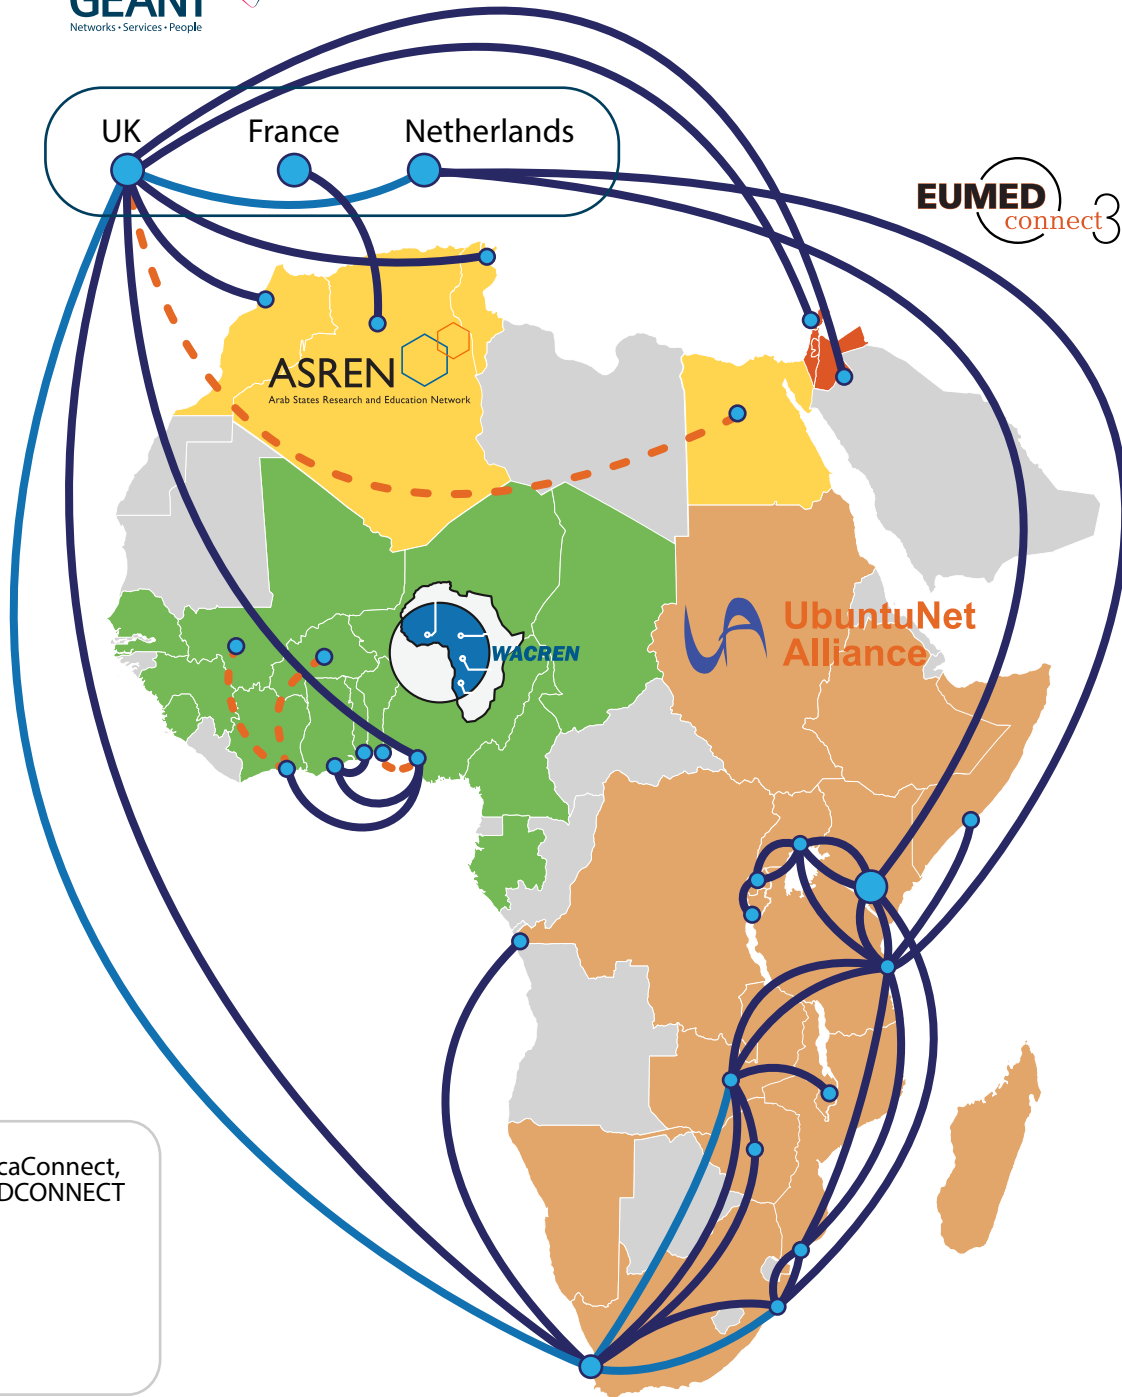 GÉANT
Networks • Services • People
UK
France
Netherlands
EUMED
connect3
ASREN
Arab States Research and Education Network
WACREN
UbuntuNet
Alliance
caConnect,
DCONNECT